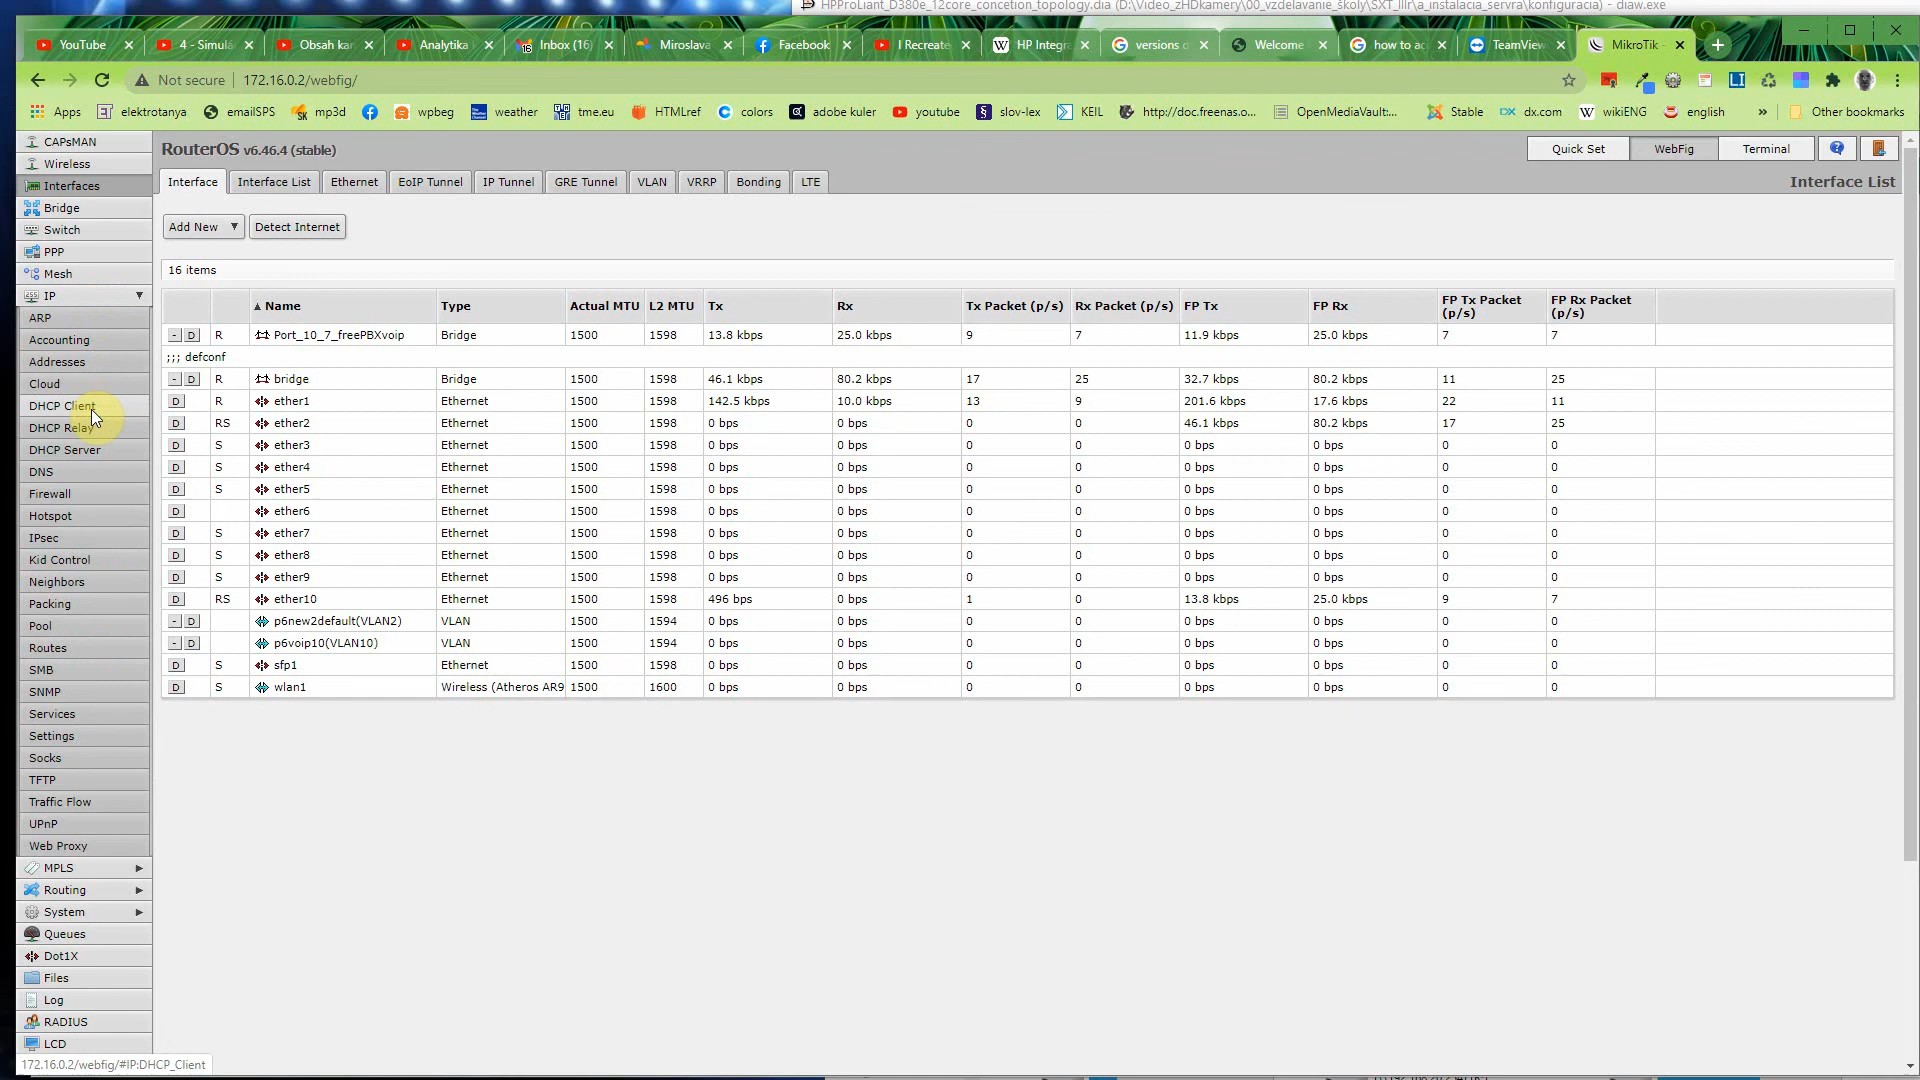 HPProLiant_D380e_12core_concetion_topology.dia (D:\Video_zHDkamery\00_vzdelavanie_školy\SXT_IIIr\a_instalacia_servra\konfiguracia) - diaw.exe
YouTube 4 - Simula Obsah ka Analytika Inbox (16) Miroslava Facebook I Recreate HP Integr versions o Welcome how to ac TeamView MikroTik
Not secure 172.16.0.2/webfig/
Apps elektrotanya emailSPS mp3d wpbeg weather tme.eu HTMLref colors adobe kuler youtube slov-lex KEIL http://doc.freenas.o... OpenMediaVault:... Stable dx.com wikiENG english » Other bookmarks
CAPsMAN
Wireless
Interfaces
Bridge
Switch
PPP
Mesh
IP
ARP
Accounting
Addresses
Cloud
DHCP Client
DHCP Relay
DHCP Server
DNS
Firewall
Hotspot
IPsec
Kid Control
Neighbors
Packing
Pool
Routes
SMB
SNMP
Services
Settings
Socks
TFTP
Traffic Flow
UPnP
Web Proxy
MPLS
Routing
System
Queues
Dot1X
Files
Log
RADIUS
LCD
172.16.0.2/webfig/#IP:DHCP_Client
RouterOS v6.46.4 (stable)
Quick Set WebFig Terminal
Interface Interface List Ethernet EoIP Tunnel IP Tunnel GRE Tunnel VLAN VRRP Bonding LTE Interface List
Add New ▼ Detect Internet
16 items
▲ Name Type Actual MTU L2 MTU Tx Rx Tx Packet (p/s) Rx Packet (p/s) FP Tx FP Rx FP Tx Packet (p/s) FP Rx Packet (p/s)
- D R Port_10_7_freePBXvoip Bridge 1500 1598 13.8 kbps 25.0 kbps 9 7 11.9 kbps 25.0 kbps 7 7
;;; defconf
- D R bridge Bridge 1500 1598 46.1 kbps 80.2 kbps 17 25 32.7 kbps 80.2 kbps 11 25
D R ether1 Ethernet 1500 1598 142.5 kbps 10.0 kbps 13 9 201.6 kbps 17.6 kbps 22 11
D RS ether2 Ethernet 1500 1598 0 bps 0 bps 0 0 46.1 kbps 80.2 kbps 17 25
D S ether3 Ethernet 1500 1598 0 bps 0 bps 0 0 0 bps 0 bps 0 0
D S ether4 Ethernet 1500 1598 0 bps 0 bps 0 0 0 bps 0 bps 0 0
D S ether5 Ethernet 1500 1598 0 bps 0 bps 0 0 0 bps 0 bps 0 0
D ether6 Ethernet 1500 1598 0 bps 0 bps 0 0 0 bps 0 bps 0 0
D S ether7 Ethernet 1500 1598 0 bps 0 bps 0 0 0 bps 0 bps 0 0
D S ether8 Ethernet 1500 1598 0 bps 0 bps 0 0 0 bps 0 bps 0 0
D S ether9 Ethernet 1500 1598 0 bps 0 bps 0 0 0 bps 0 bps 0 0
D RS ether10 Ethernet 1500 1598 496 bps 0 bps 1 0 13.8 kbps 25.0 kbps 9 7
- D p6new2default(VLAN2) VLAN 1500 1594 0 bps 0 bps 0 0 0 bps 0 bps 0 0
- D p6voip10(VLAN10) VLAN 1500 1594 0 bps 0 bps 0 0 0 bps 0 bps 0 0
D S sfp1 Ethernet 1500 1598 0 bps 0 bps 0 0 0 bps 0 bps 0 0
D S wlan1 Wireless (Atheros AR9 1500 1600 0 bps 0 bps 0 0 0 bps 0 bps 0 0